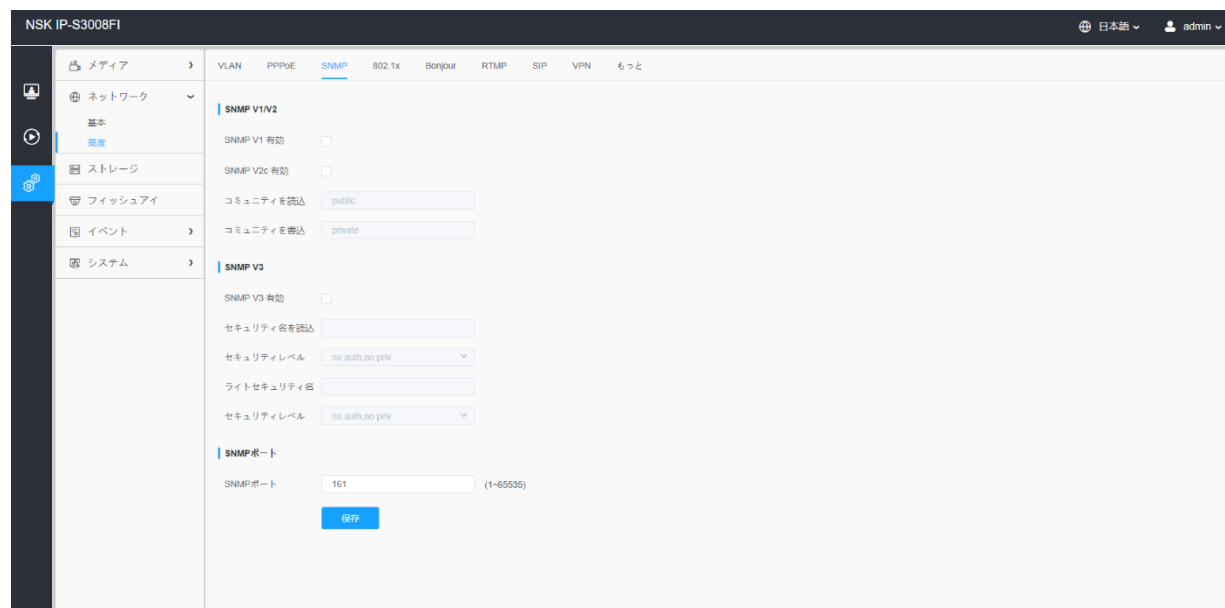 NSK IP-S3008FI
日本語
admin
メディア
ネットワーク
基本
高度
ストレージ
フィッシュアイ
イベント
システム
VLAN PPPoE SNMP 802.1x Bonjour RTMP SIP VPN もっと
SNMP V1/V2
SNMP V1 有効
SNMP V2c 有効
コミュニティを読込 public
コミュニティを書込 private
SNMP V3
SNMP V3 有効
セキュリティ名を読込
セキュリティレベル no auth,no priv
ライトセキュリティ名
セキュリティレベル no auth,no priv
SNMPポート
SNMPポート 161 (1~65535)
保存